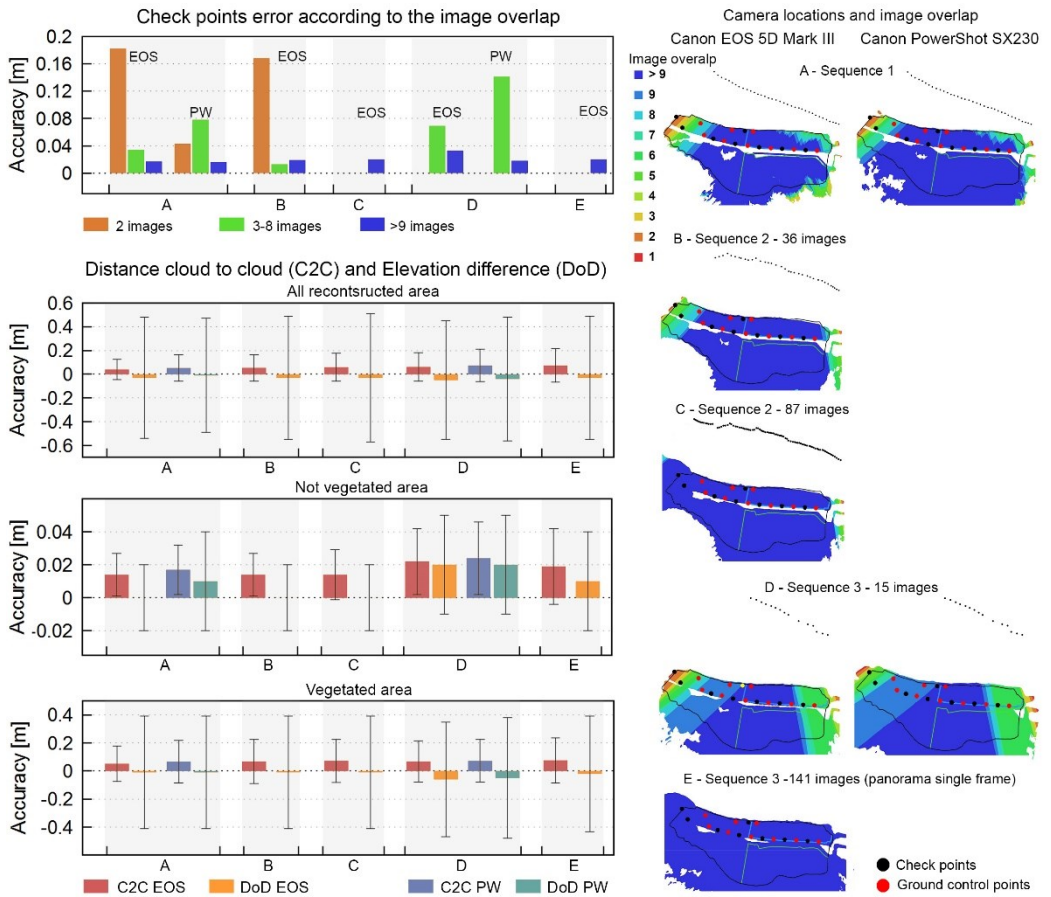 Check points error according to the image overlap
Accuracy [m]
0.2
0.16
0.12
0.08
0.04
0
EOS
PW
EOS
EOS
EOS
PW
EOS
A
B
C
D
E
2 images
3-8 images
>9 images
Distance cloud to cloud (C2C) and Elevation difference (DoD)
All recontsructed area
Accuracy [m]
0.6
0.4
0.2
0
-0.2
-0.4
-0.6
A
B
C
D
E
Not vegetated area
Accuracy [m]
0.04
0.02
0
-0.02
A
B
C
D
E
Vegetated area
Accuracy [m]
0.4
0.2
0
-0.2
-0.4
A
B
C
D
E
C2C EOS
DoD EOS
C2C PW
DoD PW
Camera locations and image overlap
Canon EOS 5D Mark III
Canon PowerShot SX230
Image overalp
> 9
9
8
7
6
5
4
3
2
1
A - Sequence 1
B - Sequence 2 - 36 images
C - Sequence 2 - 87 images
D - Sequence 3 - 15 images
E - Sequence 3 -141 images (panorama single frame)
Check points
Ground control points